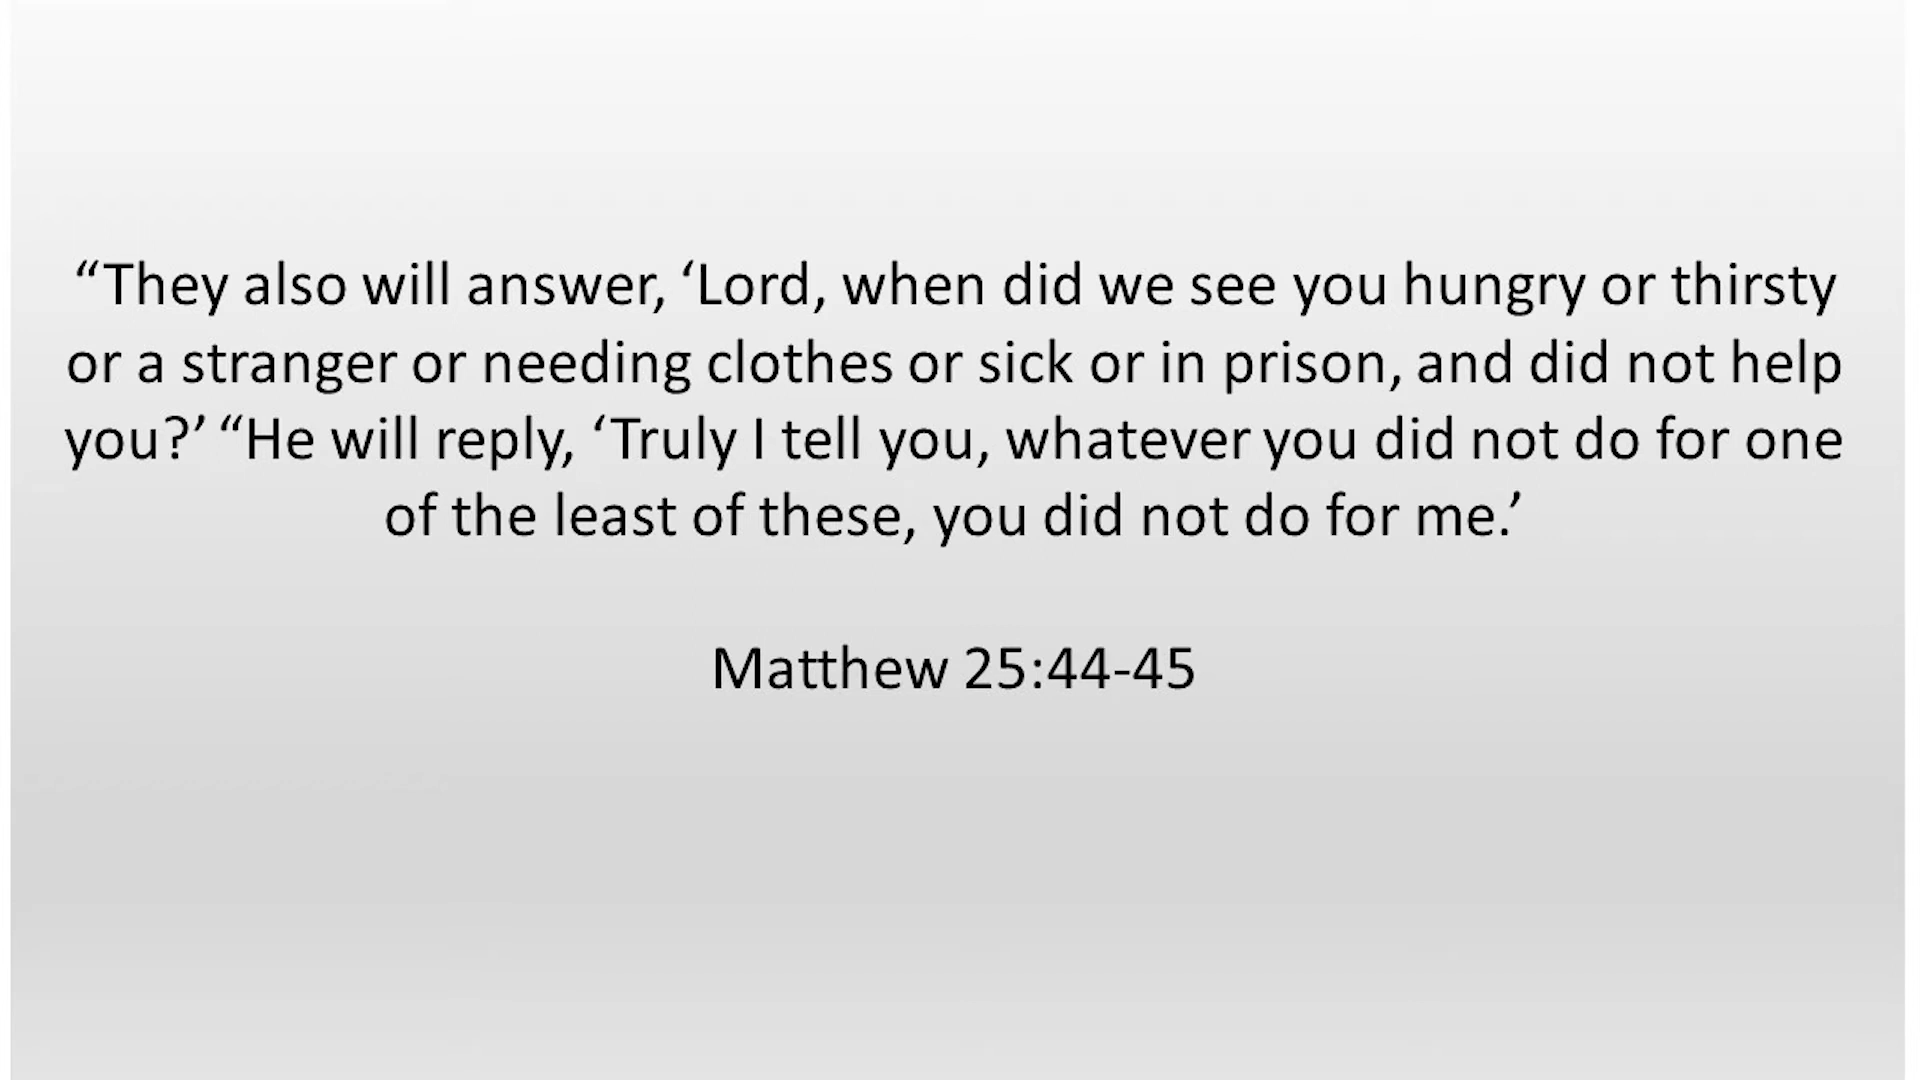 “They also will answer, ‘Lord, when did we see you hungry or thirsty
or a stranger or needing clothes or sick or in prison, and did not help
you?’ “He will reply, ‘Truly I tell you, whatever you did not do for one
of the least of these, you did not do for me.’
Matthew 25:44-45